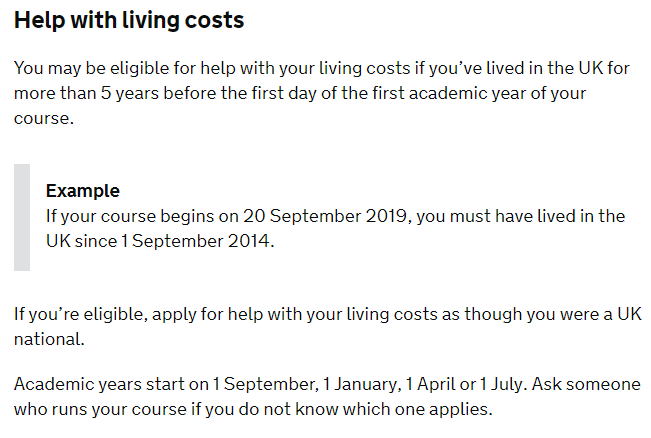 Help with living costs
You may be eligible for help with your living costs if you’ve lived in the UK for
more than 5 years before the first day of the first academic year of your
course.
Example
If your course begins on 20 September 2019, you must have lived in the
UK since 1 September 2014.
If you’re eligible, apply for help with your living costs as though you were a UK
national.
Academic years start on 1 September, 1 January, 1 April or 1 July. Ask someone
who runs your course if you do not know which one applies.